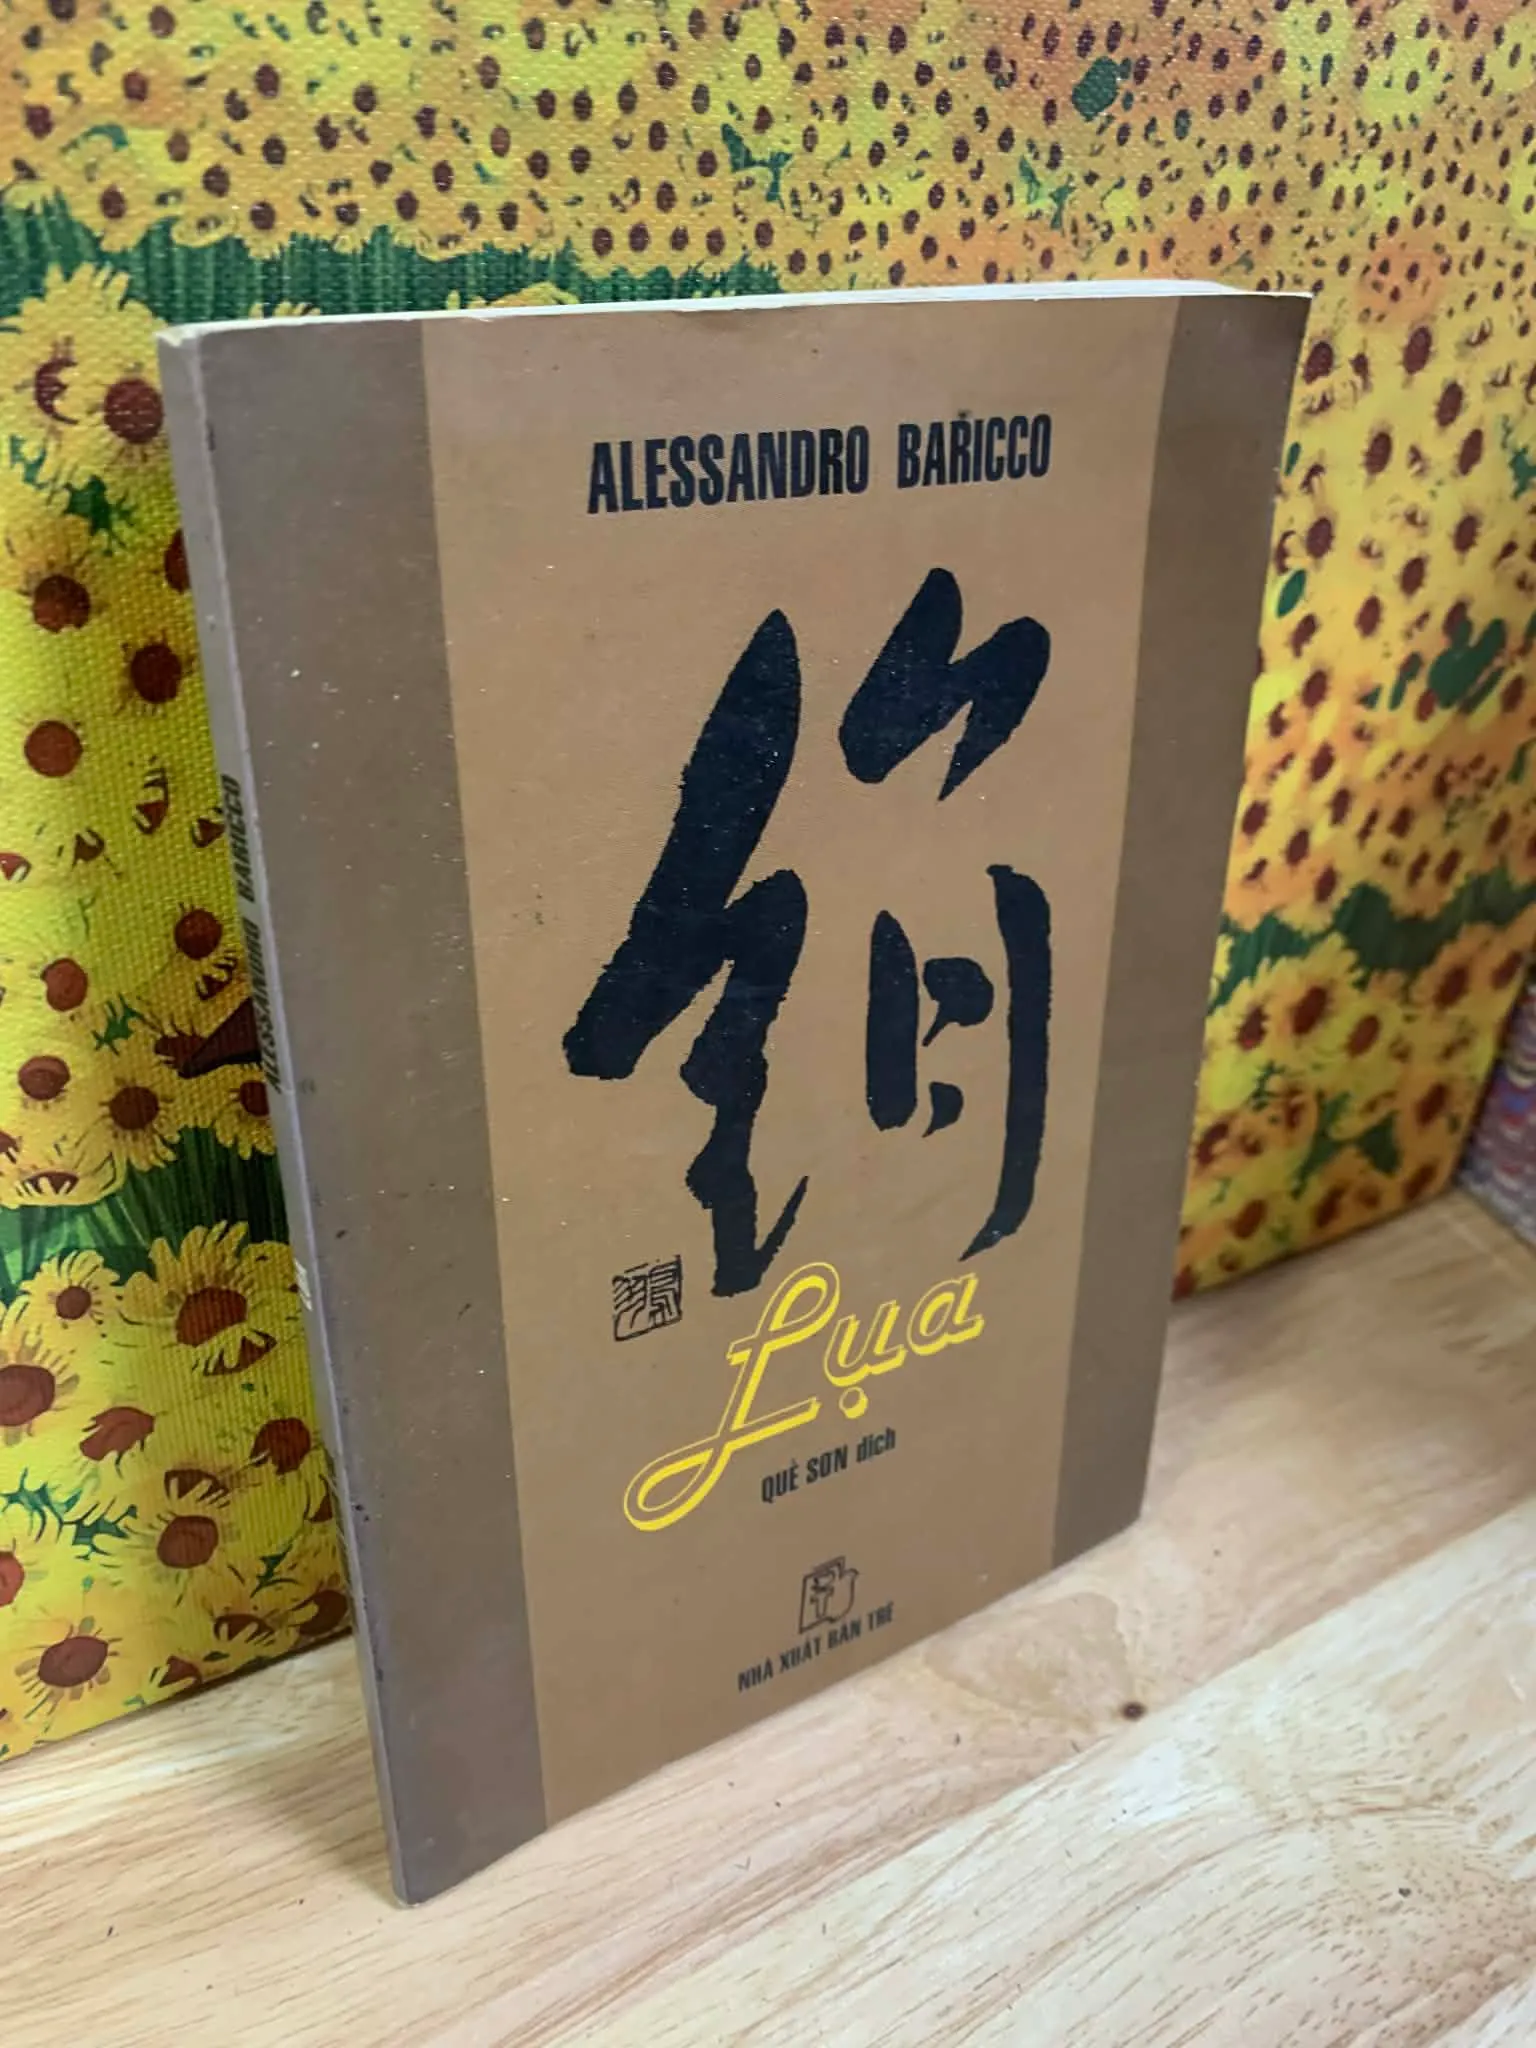 ALESSANDRO BARICCO
絹
Lụa
QUẾ SƠN dịch
NHÀ XUẤT BẢN TRẺ
ALESSANDRO BARICCO